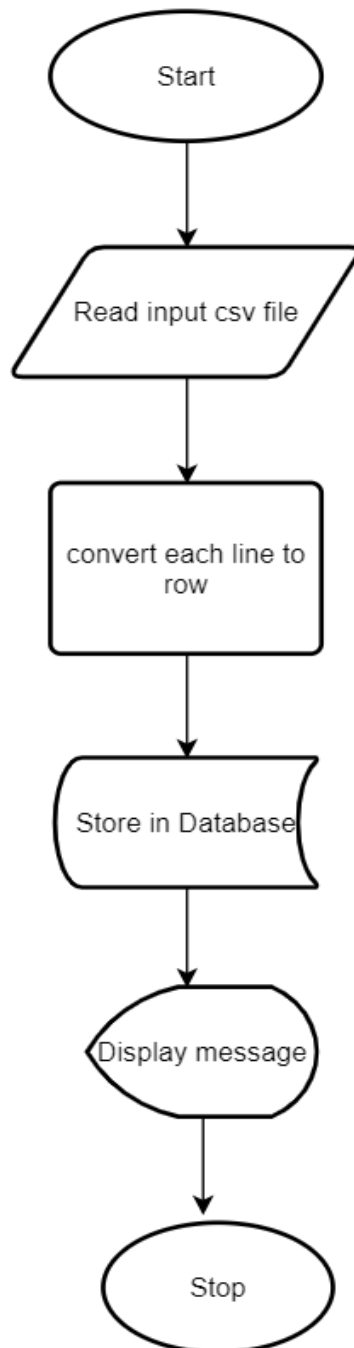 Start
Read input csv file
convert each line to
row
Store in Database
Display message
Stop